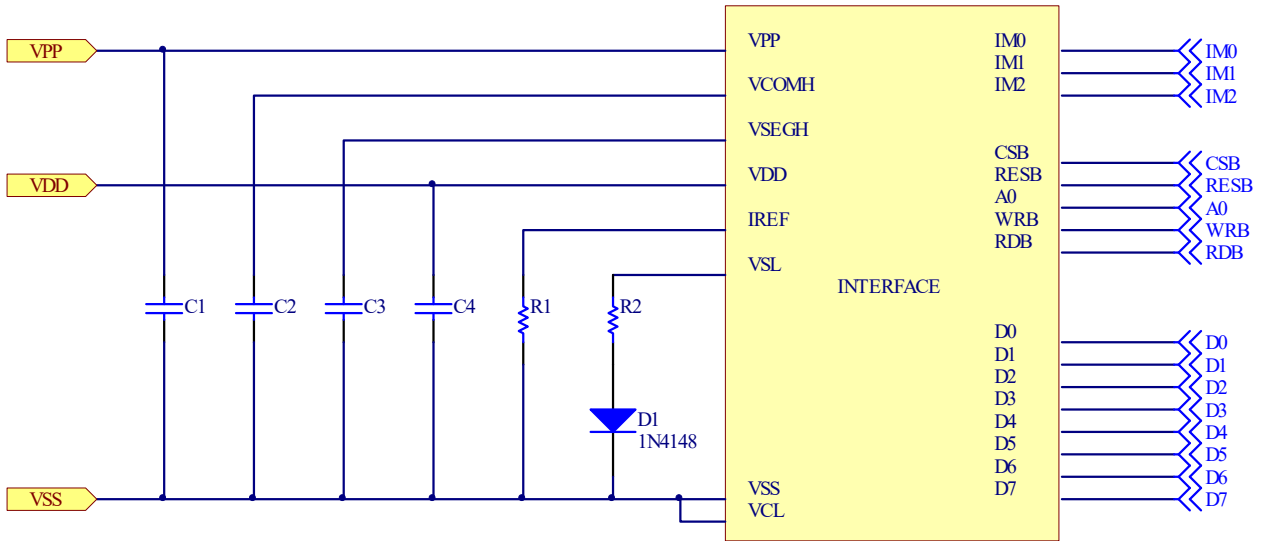 VPP
VDD
VSS
C1
C2
C3
C4
R1
R2
D1
1N4148
VPP
VCOMH
VSEGH
VDD
IREF
VSL
VSS
VCL
INTERFACE
IM0
IM1
IM2
CSB
RESB
A0
WRB
RDB
D0
D1
D2
D3
D4
D5
D6
D7
IM0
IM1
IM2
CSB
RESB
A0
WRB
RDB
D0
D1
D2
D3
D4
D5
D6
D7